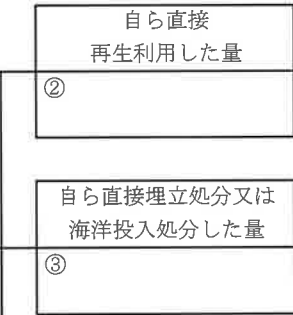 自ら直接
再生利用した量
②
自ら直接埋立処分又は
海洋投入処分した量
③